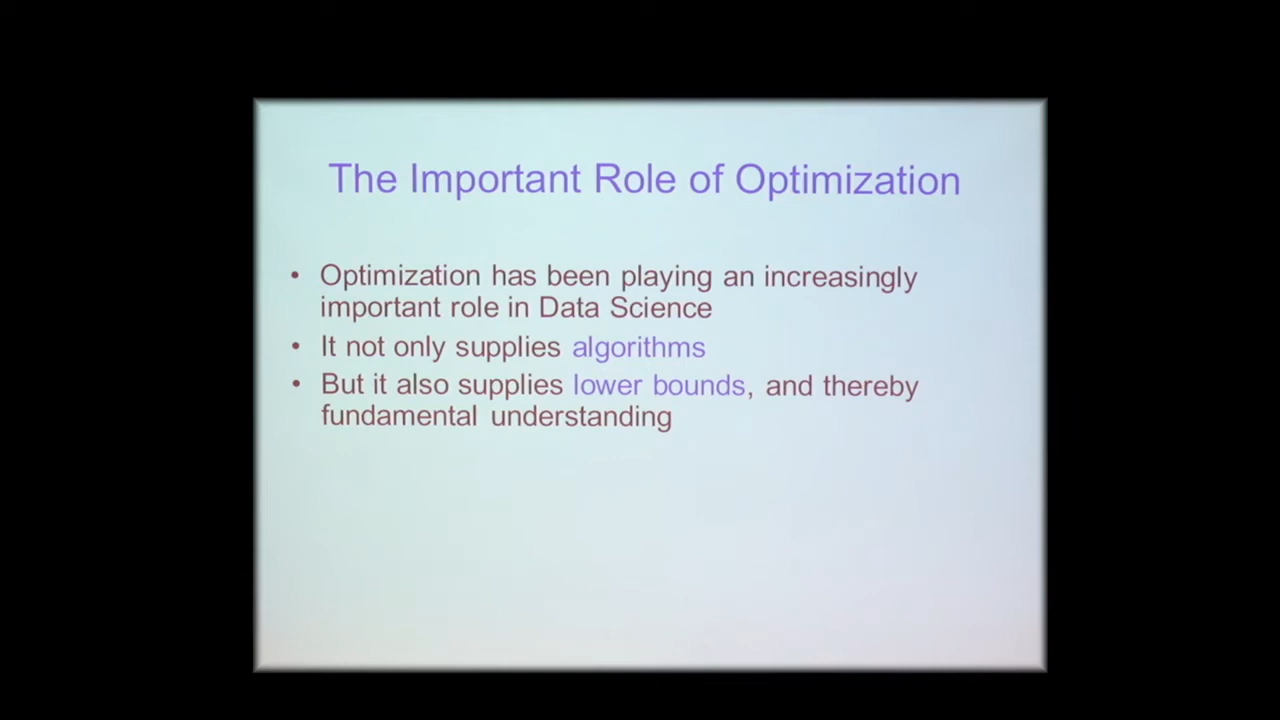 The Important Role of Optimization
• Optimization has been playing an increasingly
important role in Data Science
• It not only supplies algorithms
• But it also supplies lower bounds, and thereby
fundamental understanding